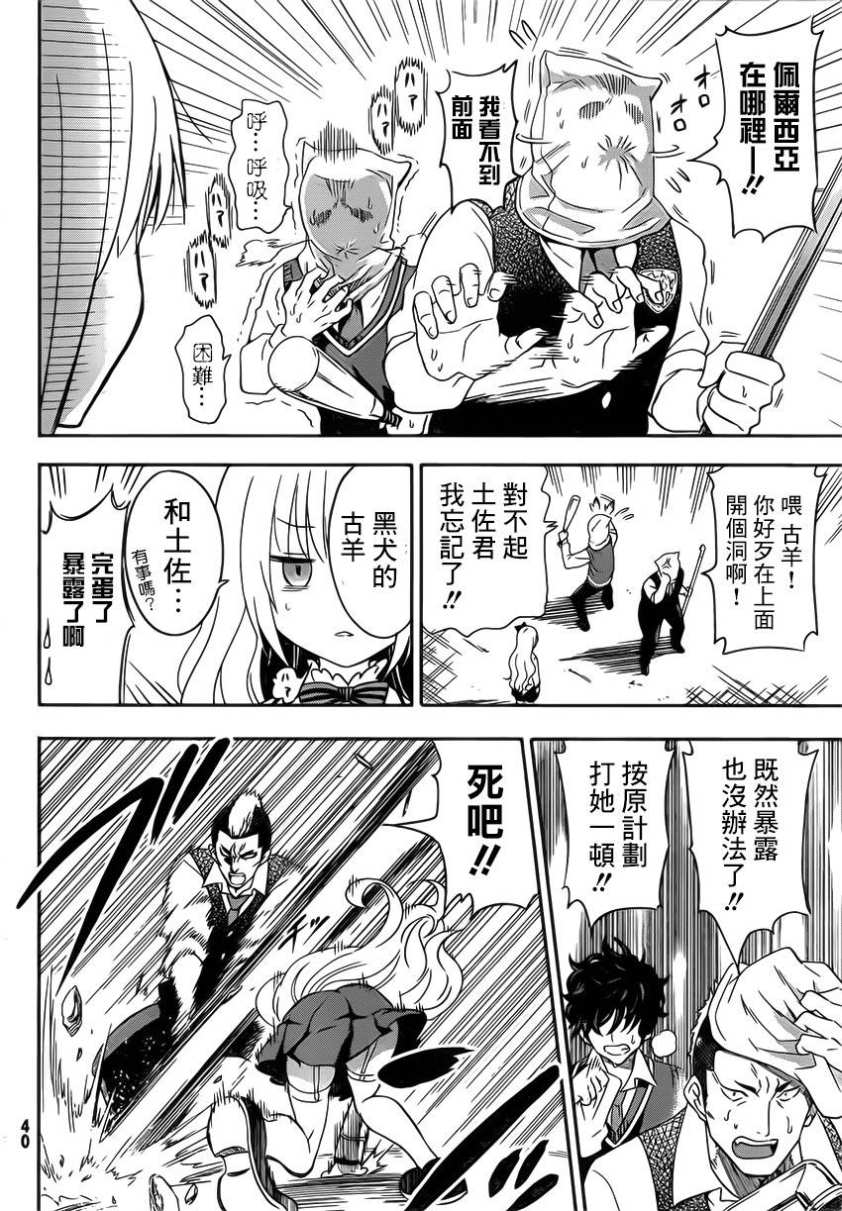 佩爾西亞
在哪裡ー!!
オロ
オロ
我看不到
前面
ハァ
ハァ
呼…呼吸…
ハァ
ハァ
困難…
喂 古羊！
你好歹在上面
開個洞啊！
對不起
土佐君
我忘記了!!
黑犬的
古羊
和土佐…
有事嗎？
完蛋了
暴露了啊
ハァ
既然暴露
也沒辦法了!!
按原計劃
打她一頓!!
死吧!!
チッ
40